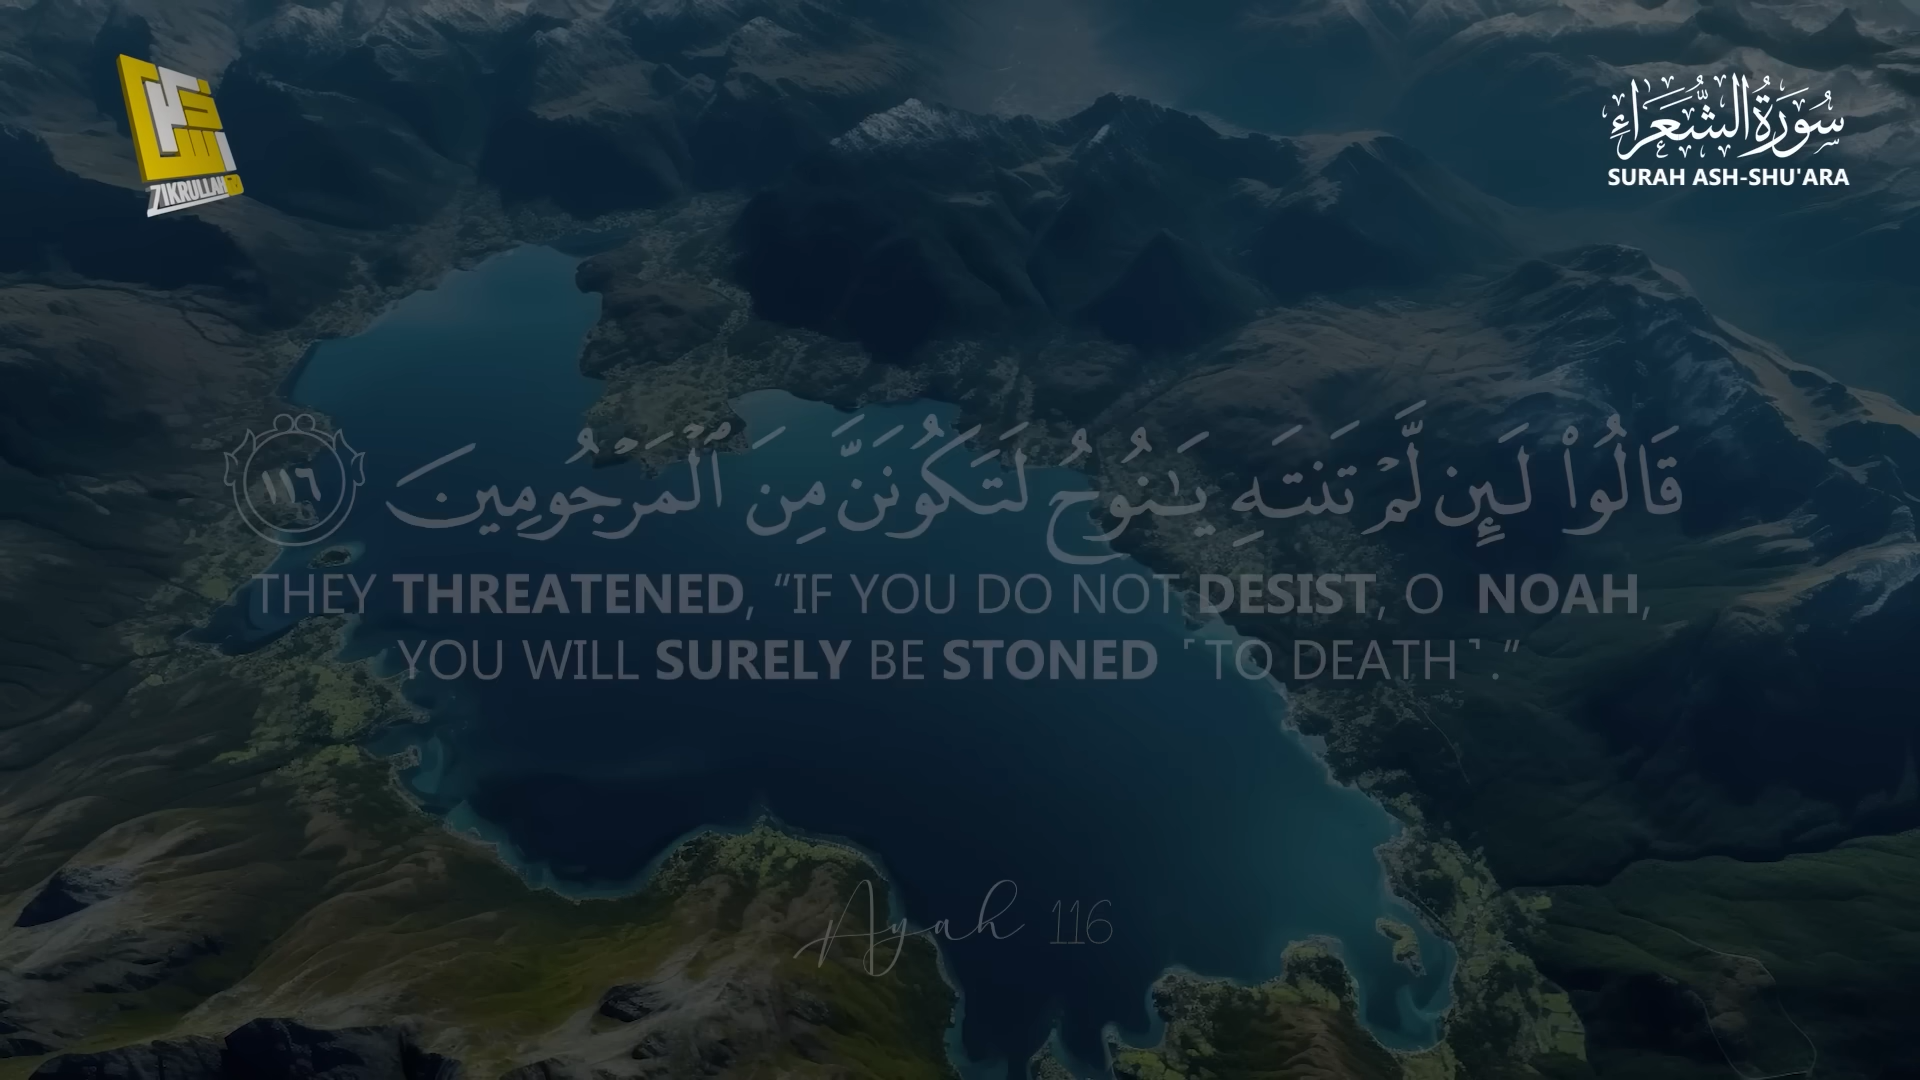 ZIKRULLAH
سُورَةُ الشُّعَرَاءِ
SURAH ASH-SHU'ARA
قَالُوا۟ لَئِن لَّمْ تَنتَهِ يَـٰنُوحُ لَتَكُونَنَّ مِنَ ٱلْمَرْجُومِينَ ١١٦
THEY THREATENED, “IF YOU DO NOT DESIST, O NOAH,
YOU WILL SURELY BE STONED ˹TO DEATH˺.”
Ayah 116